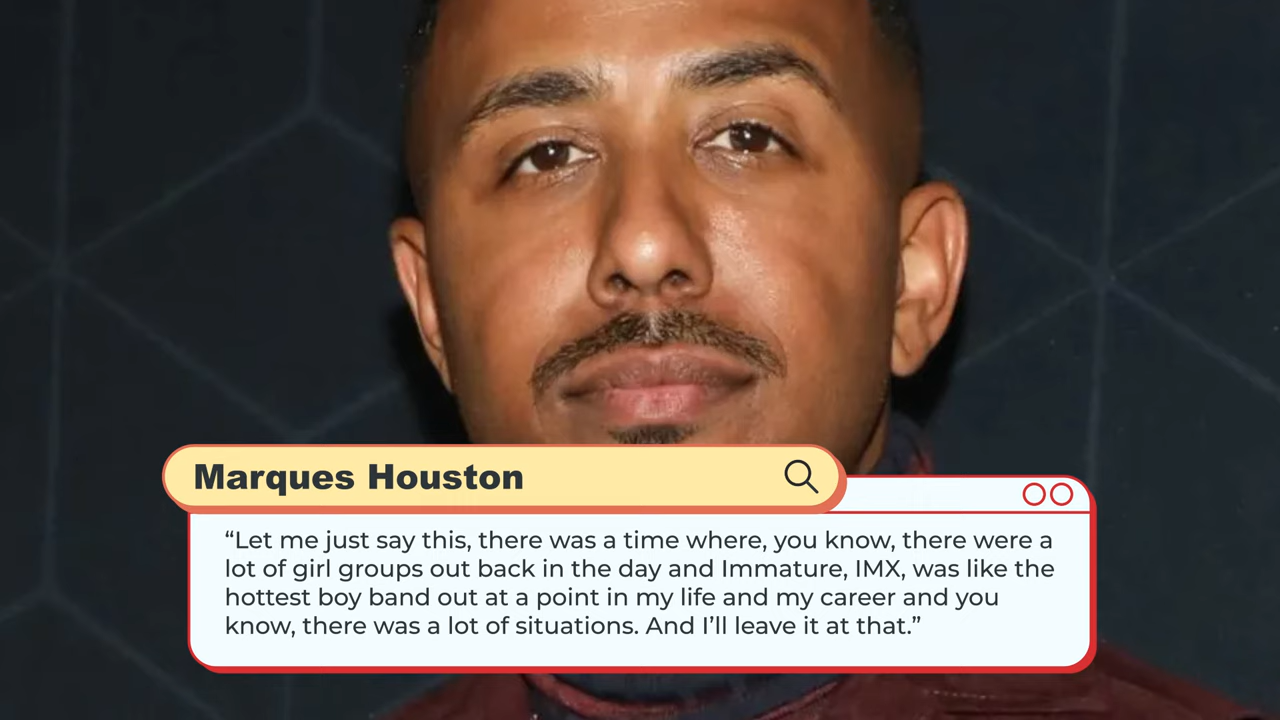 Marques Houston
“Let me just say this, there was a time where, you know, there were a
lot of girl groups out back in the day and Immature, IMX, was like the
hottest boy band out at a point in my life and my career and you
know, there was a lot of situations. And I’ll leave it at that.”